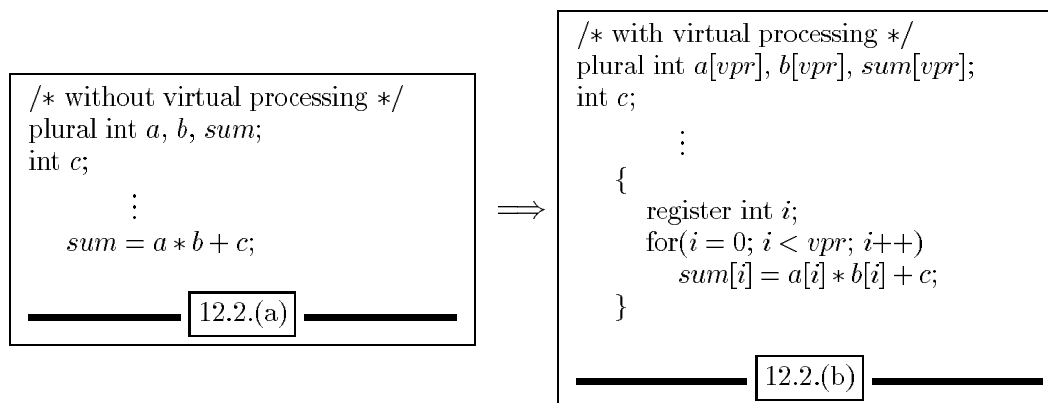 /* without virtual processing */
plural int a, b, sum;
int c;
⋮
sum = a * b + c;
12.2.(a)
⟹
/* with virtual processing */
plural int a[vpr], b[vpr], sum[vpr];
int c;
⋮
{
register int i;
for(i = 0; i < vpr; i++)
sum[i] = a[i] * b[i] + c;
}
12.2.(b)